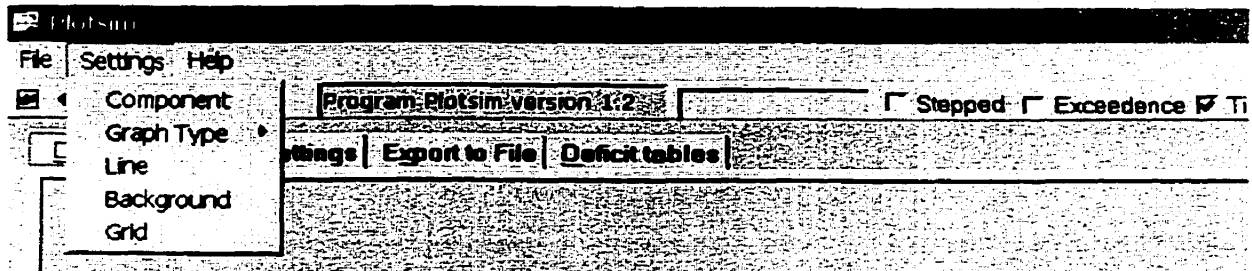 Plotsim
File Settings Help
Component
Program Plotsim version 1.2
Stepped Exceedence
Graph Type
ttings Export to File Deficit tables
Line
Background
Grid